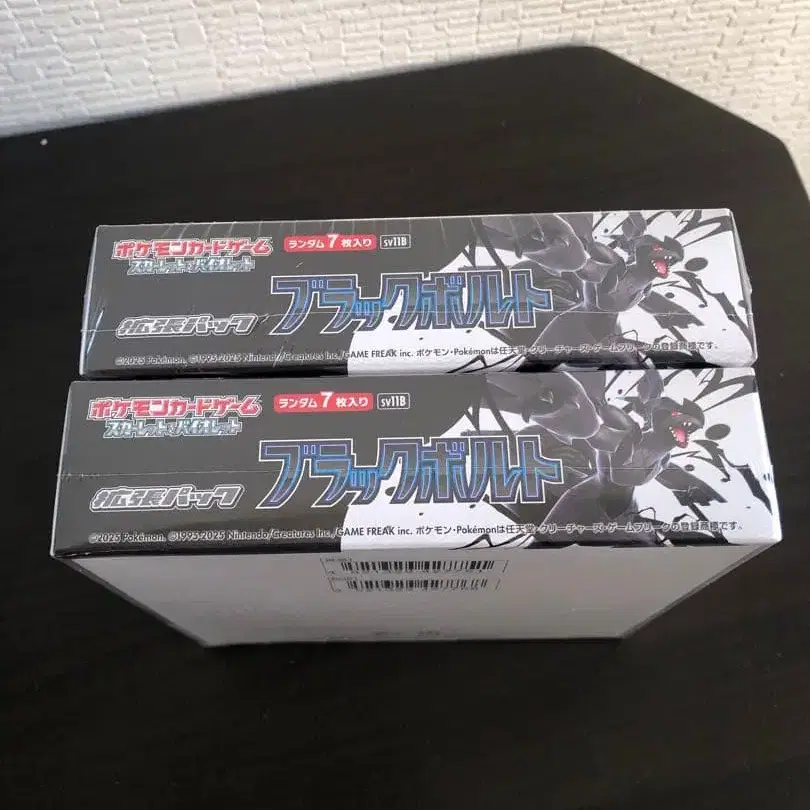 ポケモンカードゲーム
スカーレット&バイオレット
ランダム7枚入り sv11B
拡張パック
ブラックボルト
©2025 Pokémon. ©1995-2025 Nintendo/Creatures Inc./GAME FREAK inc. ポケモン・Pokémonは任天堂・クリーチャーズ・ゲームフリークの登録商標です。
ポケモンカードゲーム
スカーレット&バイオレット
ランダム7枚入り sv11B
拡張パック
ブラックボルト
©2025 Pokémon. ©1995-2025 Nintendo/Creatures Inc./GAME FREAK inc. ポケモン・Pokémonは任天堂・クリーチャーズ・ゲームフリークの登録商標です。